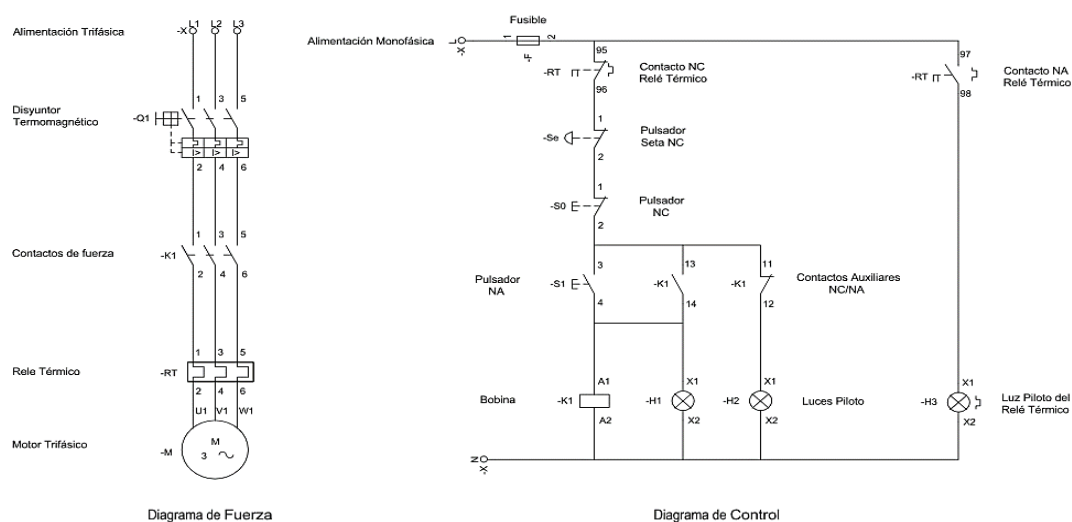 L1 L2 L3
Alimentación Trifásica
-X
1 3 5
Disyuntor
Termomagnético
-Q1
I> I> I>
2 4 6
1 3 5
Contactos de fuerza
-K1
2 4 6
1 3 5
Rele Térmico
-RT
2 4 6
U1 V1 W1
Motor Trifásico
-M
M
3
Diagrama de Fuerza
Fusible
Alimentación Monofásica
-X
L
1
2
-F
95
-RT
Contacto NC
Relé Térmico
96
97
-RT
Contacto NA
Relé Térmico
98
1
-Se
Pulsador
Seta NC
2
1
-S0
Pulsador
NC
2
3
Pulsador
NA
-S1
4
13
-K1
14
11
-K1
12
Contactos Auxiliares
NC/NA
A1
Bobina
-K1
A2
X1
-H1
X2
X1
-H2
X2
Luces Piloto
X1
-H3
X2
Luz Piloto del
Relé Térmico
N
-X
Diagrama de Control